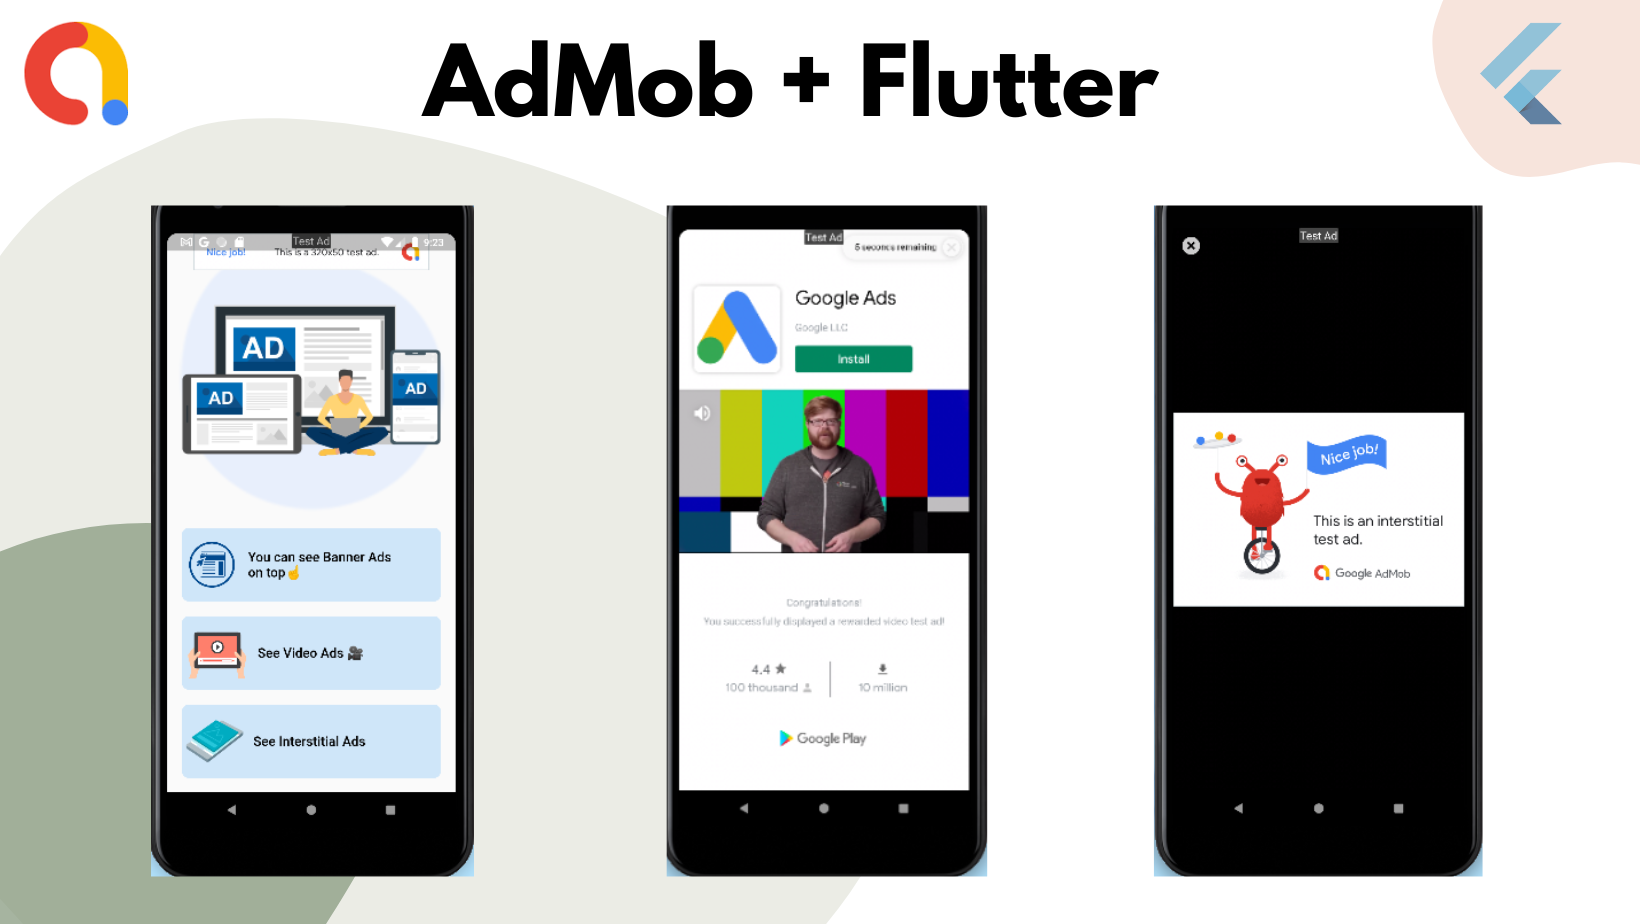 AdMob + Flutter
Test Ad
9:23
Nice job!
This is a 320x50 test ad.
AD
AD
AD
You can see Banner Ads
on top☝
See Video Ads 🎥
See Interstitial Ads
Test Ad
5 seconds remaining
Google Ads
Google LLC
Install
Congratulations!
You successfully displayed a rewarded video test ad!
4.4 ★
100 thousand
10 million
Google Play
Test Ad
Nice job!
This is an interstitial
test ad.
Google AdMob